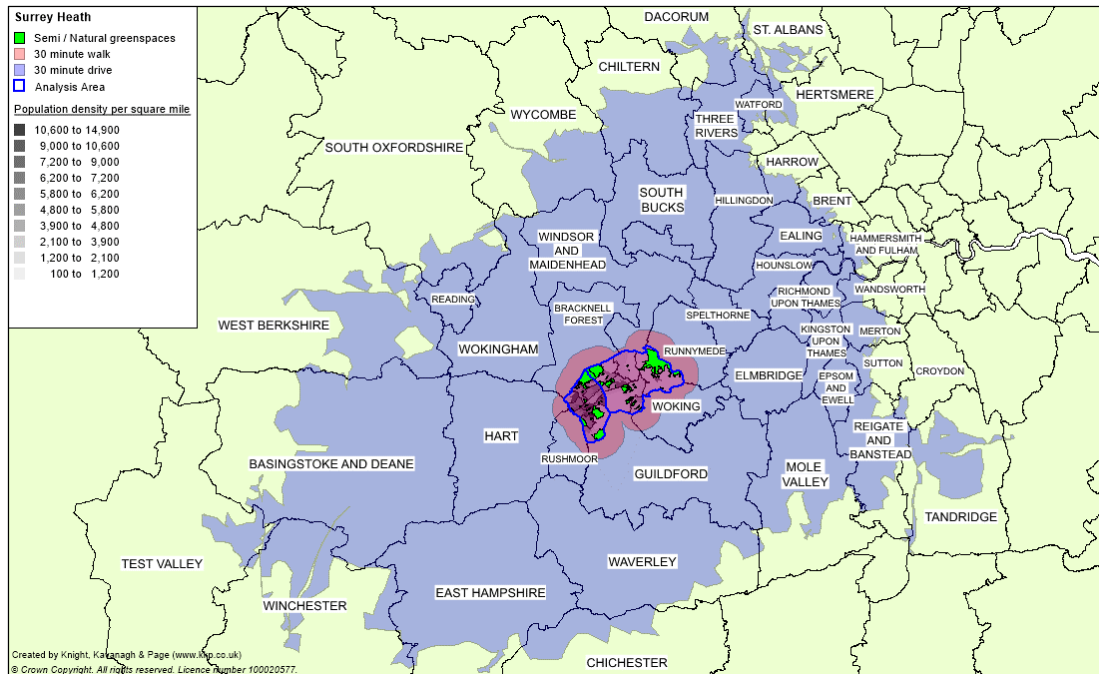 Surrey Heath
Semi / Natural greenspaces
30 minute walk
30 minute drive
Analysis Area
Population density per square mile
10,600 to 14,900
9,000 to 10,600
7,200 to 9,000
6,200 to 7,200
5,800 to 6,200
4,800 to 5,800
3,900 to 4,800
2,100 to 3,900
1,200 to 2,100
100 to 1,200
DACORUM
ST. ALBANS
CHILTERN
HERTSMERE
WATFORD
WYCOMBE
THREE
RIVERS
SOUTH OXFORDSHIRE
HARROW
SOUTH
BUCKS
HILLINGDON
BRENT
EALING
WINDSOR
AND
MAIDENHEAD
HAMMERSMITH
AND FULHAM
HOUNSLOW
READING
RICHMOND
UPON THAMES
WANDSWORTH
BRACKNELL
FOREST
SPELTHORNE
WEST BERKSHIRE
KINGSTON
UPON
THAMES
MERTON
WOKINGHAM
RUNNYMEDE
SUTTON
CROYDON
ELMBRIDGE
EPSOM
AND
EWELL
WOKING
HART
REIGATE
AND
BANSTEAD
RUSHMOOR
BASINGSTOKE AND DEANE
GUILDFORD
MOLE
VALLEY
TANDRIDGE
TEST VALLEY
WAVERLEY
EAST HAMPSHIRE
WINCHESTER
CHICHESTER
Created by Knight, Kavanagh & Page (www.kkp.co.uk)
© Crown Copyright. All rights reserved. Licence number 100020577.